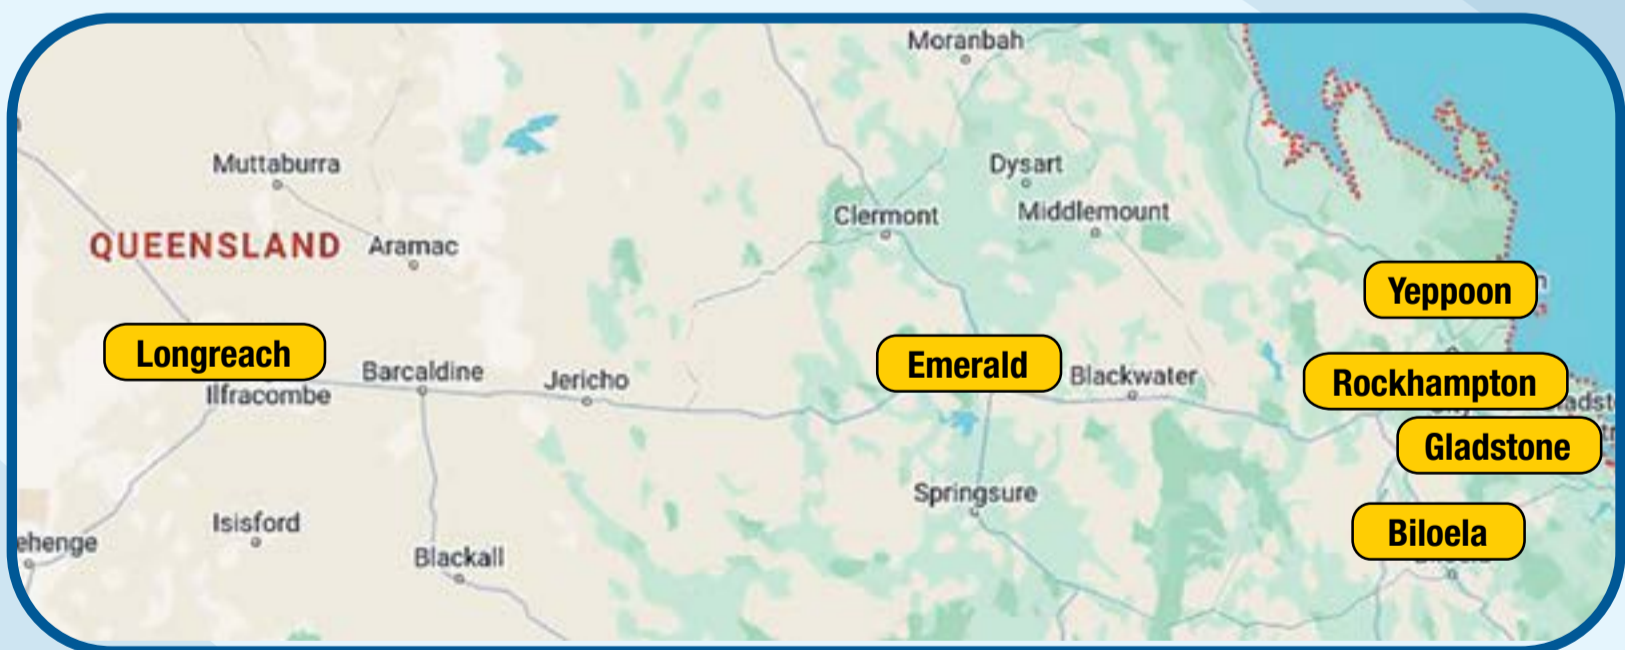 Moranbah
Muttaburra
Dysart
Clermont
Middlemount
QUEENSLAND
Aramac
Yeppoon
Longreach
Emerald
Barcaldine
Jericho
Blackwater
Rockhampton
Ilfracombe
Gladstone
Springsure
Isisford
Biloela
ehenge
Blackall